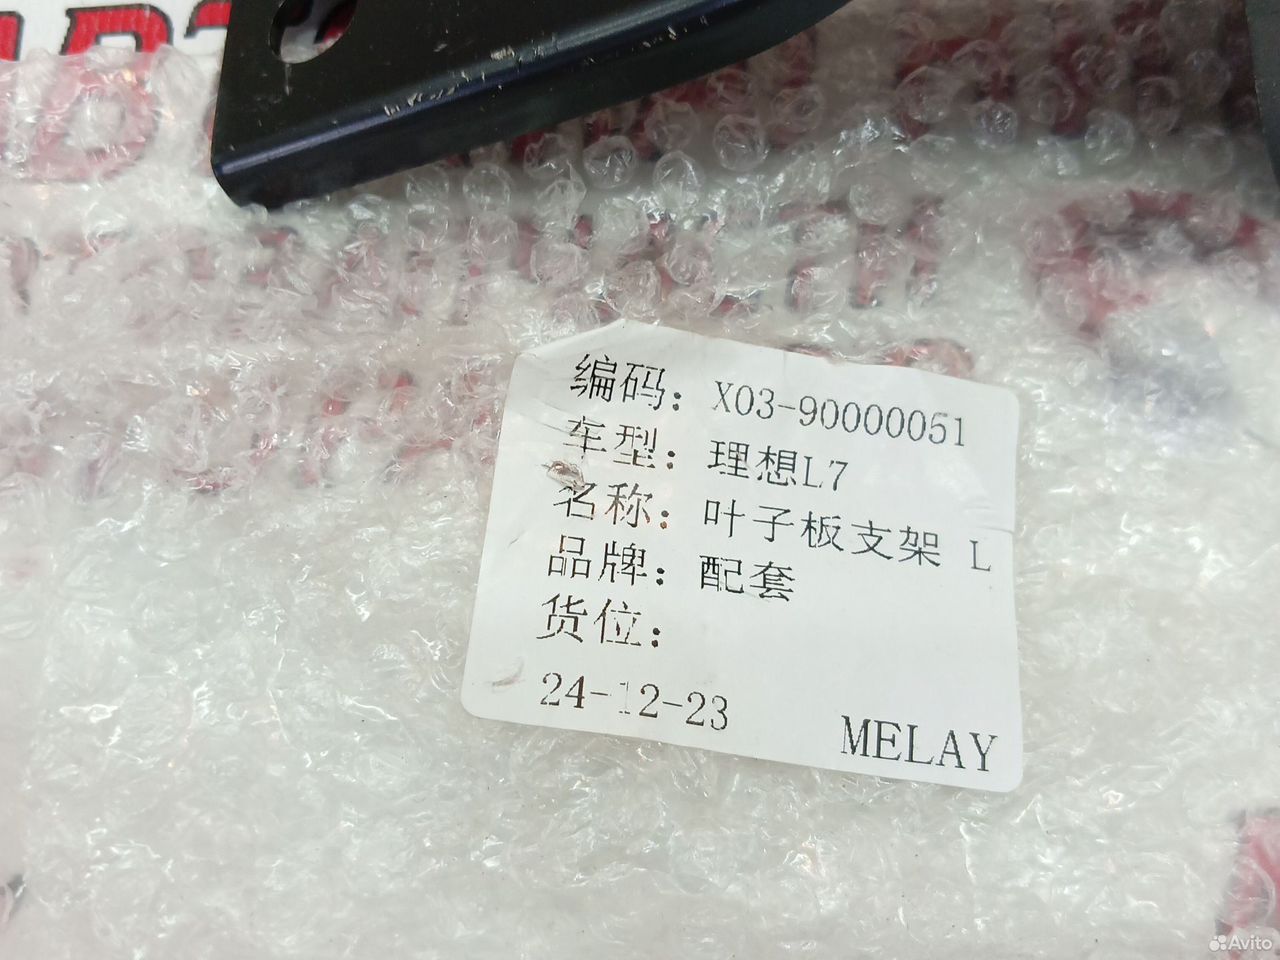 编码: X03-90000051
车型: 理想L7
名称: 叶子板支架 L
品牌: 配套
货位:
24-12-23 MELAY
Avito